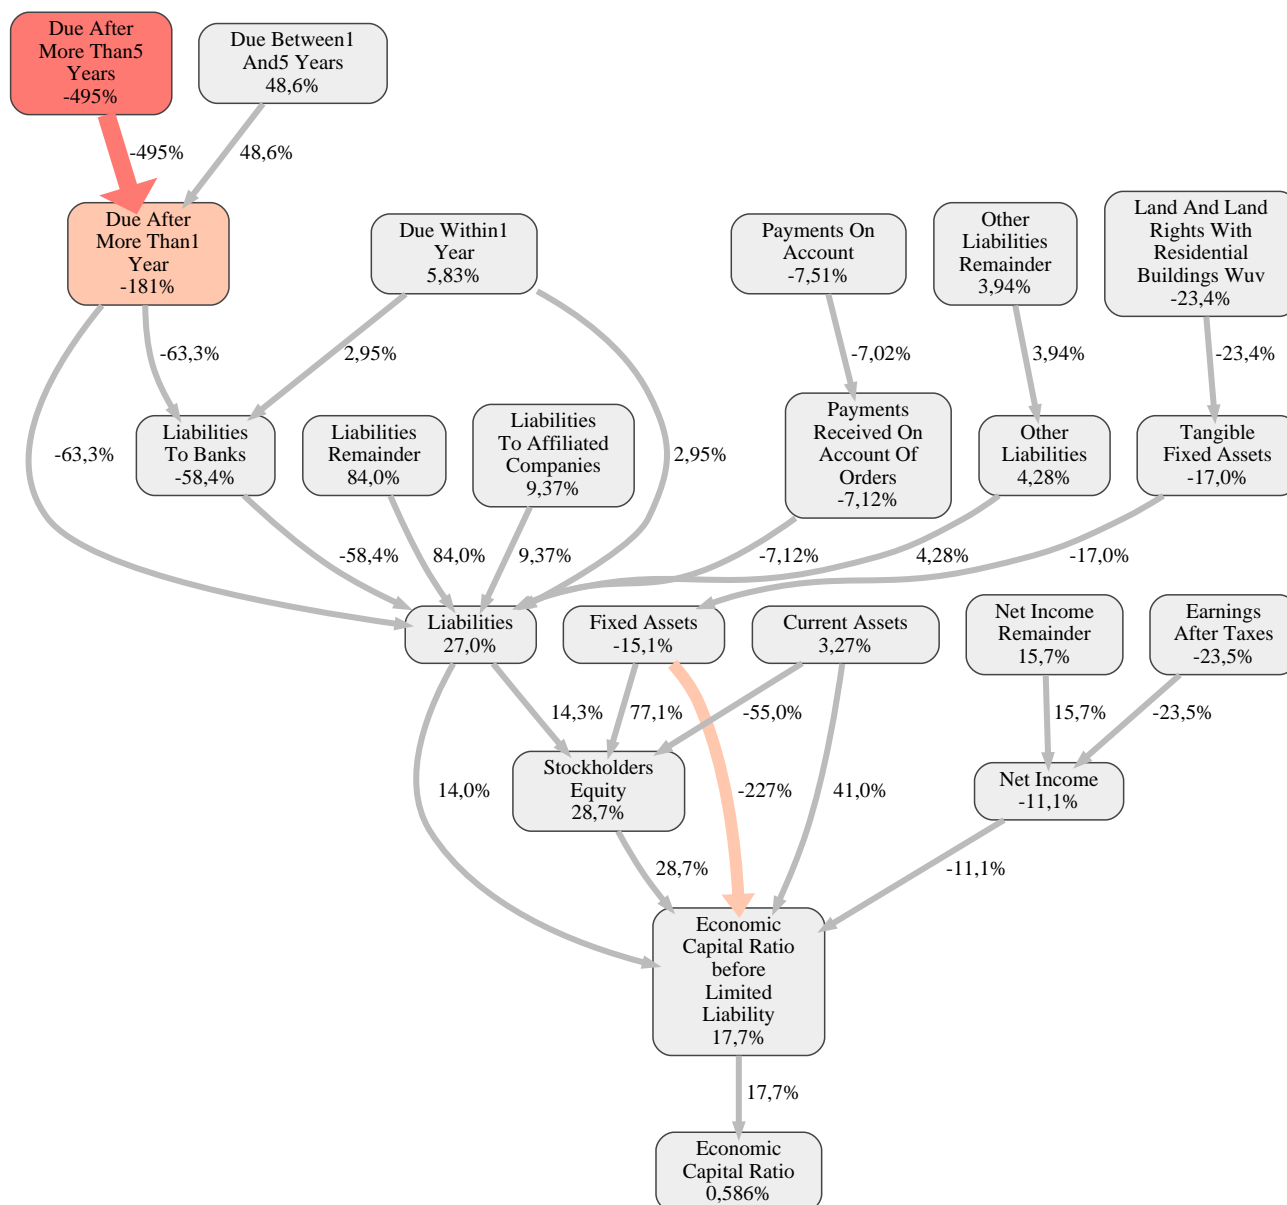 Due After
More Than5
Years
-495%
Due Between1
And5 Years
48,6%
-495%
48,6%
Due After
More Than1
Year
-181%
Due Within1
Year
5,83%
Payments On
Account
-7,51%
Other
Liabilities
Remainder
3,94%
Land And Land
Rights With
Residential
Buildings Wuv
-23,4%
-63,3%
2,95%
-7,02%
3,94%
-23,4%
-63,3%
Liabilities
To Banks
-58,4%
Liabilities
Remainder
84,0%
Liabilities
To Affiliated
Companies
9,37%
2,95%
Payments
Received On
Account Of
Orders
-7,12%
Other
Liabilities
4,28%
Tangible
Fixed Assets
-17,0%
-58,4%
84,0%
9,37%
-7,12%
4,28%
-17,0%
Liabilities
27,0%
Fixed Assets
-15,1%
Current Assets
3,27%
Net Income
Remainder
15,7%
Earnings
After Taxes
-23,5%
14,3%
77,1%
-55,0%
15,7%
-23,5%
14,0%
Stockholders
Equity
28,7%
-227%
41,0%
Net Income
-11,1%
28,7%
-11,1%
Economic
Capital Ratio
before
Limited
Liability
17,7%
17,7%
Economic
Capital Ratio
0,586%